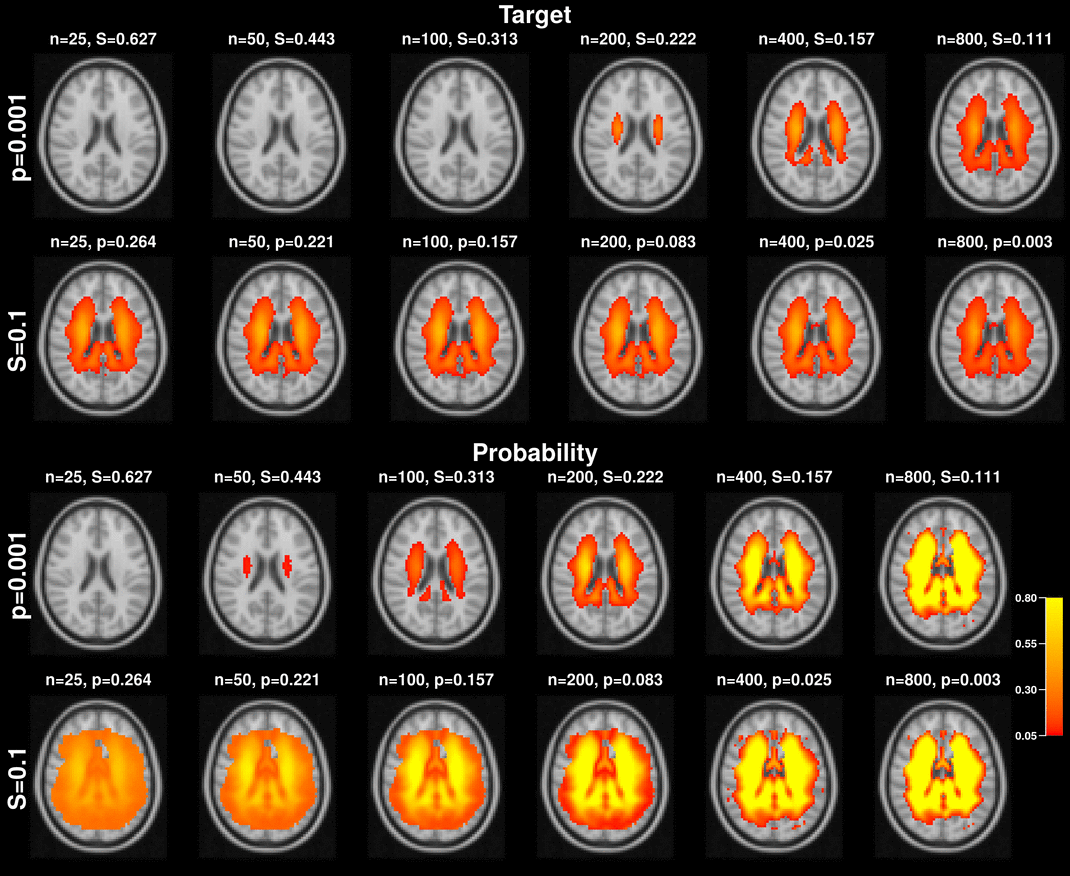 Target
n=25, S=0.627 n=50, S=0.443 n=100, S=0.313 n=200, S=0.222 n=400, S=0.157 n=800, S=0.111
p=0.001
n=25, p=0.264 n=50, p=0.221 n=100, p=0.157 n=200, p=0.083 n=400, p=0.025 n=800, p=0.003
S=0.1
Probability
n=25, S=0.627 n=50, S=0.443 n=100, S=0.313 n=200, S=0.222 n=400, S=0.157 n=800, S=0.111
p=0.001
0.80
0.55
0.30
0.05
n=25, p=0.264 n=50, p=0.221 n=100, p=0.157 n=200, p=0.083 n=400, p=0.025 n=800, p=0.003
S=0.1